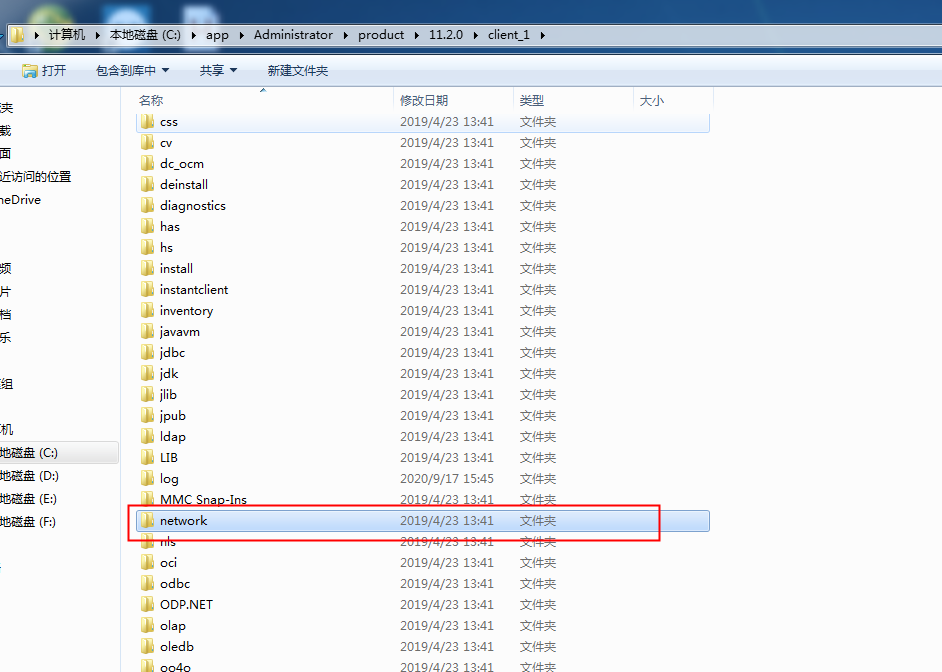 计算机 本地磁盘 (C:) app Administrator product 11.2.0 client_1
打开 包含到库中 共享 新建文件夹
名称 修改日期 类型 大小
css 2019/4/23 13:41 文件夹
cv 2019/4/23 13:41 文件夹
dc_ocm 2019/4/23 13:41 文件夹
deinstall 2019/4/23 13:41 文件夹
diagnostics 2019/4/23 13:41 文件夹
has 2019/4/23 13:41 文件夹
hs 2019/4/23 13:41 文件夹
install 2019/4/23 13:41 文件夹
instantclient 2019/4/23 13:41 文件夹
inventory 2019/4/23 13:41 文件夹
javavm 2019/4/23 13:41 文件夹
jdbc 2019/4/23 13:41 文件夹
jdk 2019/4/23 13:41 文件夹
jlib 2019/4/23 13:41 文件夹
jpub 2019/4/23 13:41 文件夹
ldap 2019/4/23 13:41 文件夹
LIB 2019/4/23 13:41 文件夹
log 2020/9/17 15:45 文件夹
MMC Snap-Ins 2019/4/23 13:41 文件夹
network 2019/4/23 13:41 文件夹
nls 2019/4/23 13:41 文件夹
oci 2019/4/23 13:41 文件夹
odbc 2019/4/23 13:41 文件夹
ODP.NET 2019/4/23 13:41 文件夹
olap 2019/4/23 13:41 文件夹
oledb 2019/4/23 13:41 文件夹
oo4o 2019/4/23 13:41 文件夹
夹
载
面
近访问的位置
neDrive
频
片
档
乐
组
机
地磁盘 (C:)
地磁盘 (D:)
地磁盘 (E:)
地磁盘 (F:)